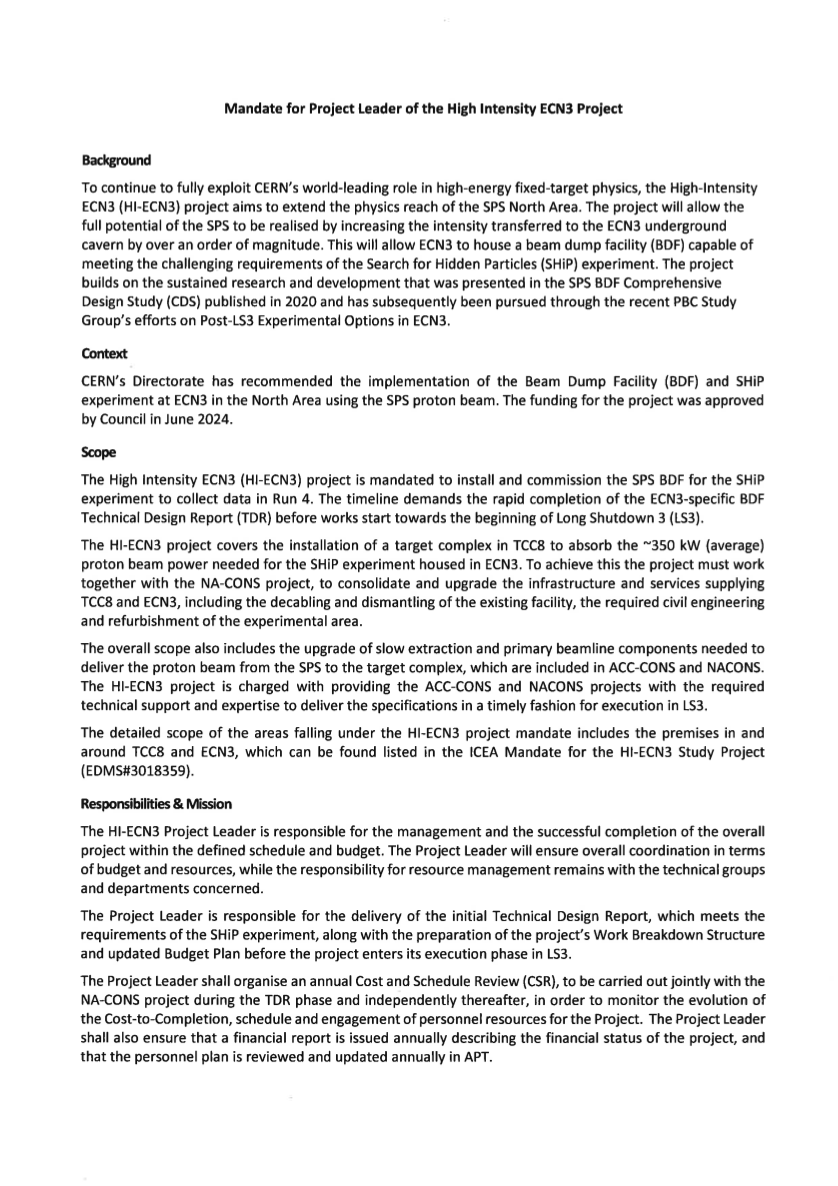 Mandate for Project Leader of the High Intensity ECN3 Project
Background
To continue to fully exploit CERN's world-leading role in high-energy fixed-target physics, the High-Intensity
ECN3 (HI-ECN3) project aims to extend the physics reach of the SPS North Area. The project will allow the
full potential of the SPS to be realised by increasing the intensity transferred to the ECN3 underground
cavern by over an order of magnitude. This will allow ECN3 to house a beam dump facility (BDF) capable of
meeting the challenging requirements of the Search for Hidden Particles (SHiP) experiment. The project
builds on the sustained research and development that was presented in the SPS BDF Comprehensive
Design Study (CDS) published in 2020 and has subsequently been pursued through the recent PBC Study
Group's efforts on Post-LS3 Experimental Options in ECN3.
Context
CERN's Directorate has recommended the implementation of the Beam Dump Facility (BDF) and SHiP
experiment at ECN3 in the North Area using the SPS proton beam. The funding for the project was approved
by Council in June 2024.
Scope
The High Intensity ECN3 (HI-ECN3) project is mandated to install and commission the SPS BDF for the SHiP
experiment to collect data in Run 4. The timeline demands the rapid completion of the ECN3-specific BDF
Technical Design Report (TDR) before works start towards the beginning of Long Shutdown 3 (LS3).
The HI-ECN3 project covers the installation of a target complex in TCC8 to absorb the ~350 kW (average)
proton beam power needed for the SHiP experiment housed in ECN3. To achieve this the project must work
together with the NA-CONS project, to consolidate and upgrade the infrastructure and services supplying
TCC8 and ECN3, including the decabling and dismantling of the existing facility, the required civil engineering
and refurbishment of the experimental area.
The overall scope also includes the upgrade of slow extraction and primary beamline components needed to
deliver the proton beam from the SPS to the target complex, which are included in ACC-CONS and NACONS.
The HI-ECN3 project is charged with providing the ACC-CONS and NACONS projects with the required
technical support and expertise to deliver the specifications in a timely fashion for execution in LS3.
The detailed scope of the areas falling under the HI-ECN3 project mandate includes the premises in and
around TCC8 and ECN3, which can be found listed in the ICEA Mandate for the HI-ECN3 Study Project
(EDMS#3018359).
Responsibilities & Mission
The HI-ECN3 Project Leader is responsible for the management and the successful completion of the overall
project within the defined schedule and budget. The Project Leader will ensure overall coordination in terms
of budget and resources, while the responsibility for resource management remains with the technical groups
and departments concerned.
The Project Leader is responsible for the delivery of the initial Technical Design Report, which meets the
requirements of the SHiP experiment, along with the preparation of the project's Work Breakdown Structure
and updated Budget Plan before the project enters its execution phase in LS3.
The Project Leader shall organise an annual Cost and Schedule Review (CSR), to be carried out jointly with the
NA-CONS project during the TDR phase and independently thereafter, in order to monitor the evolution of
the Cost-to-Completion, schedule and engagement of personnel resources for the Project. The Project Leader
shall also ensure that a financial report is issued annually describing the financial status of the project, and
that the personnel plan is reviewed and updated annually in APT.